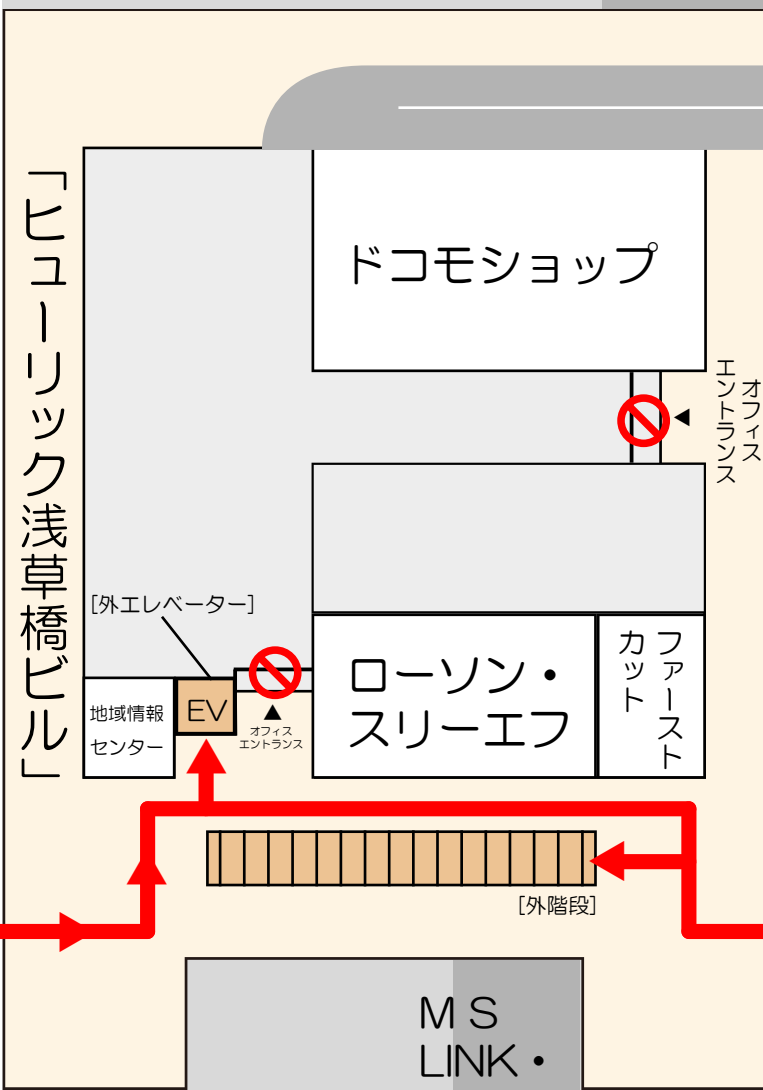 「ヒューリック浅草橋ビル」
ドコモショップ
オフィス
エントランス
[外エレベーター]
地域情報
センター
EV
オフィス
エントランス
ローソン・
スリーエフ
ファースト
カット
[外階段]
ＭＳ
LINK・